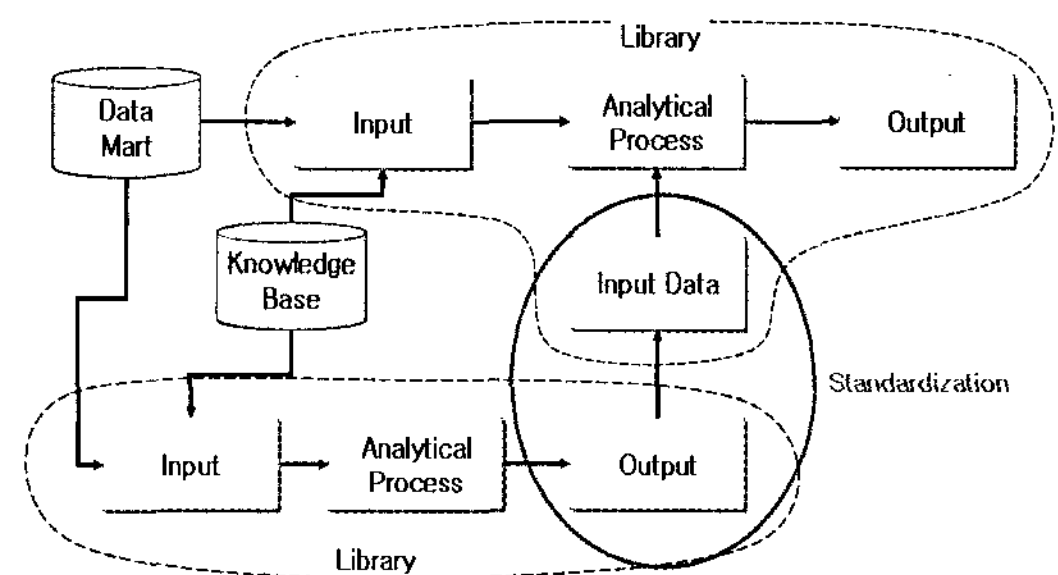 Library
Data
Mart
Input
Analytical
Process
Output
Knowledge
Base
Input Data
Standardization
Input
Analytical
Process
Output
Library